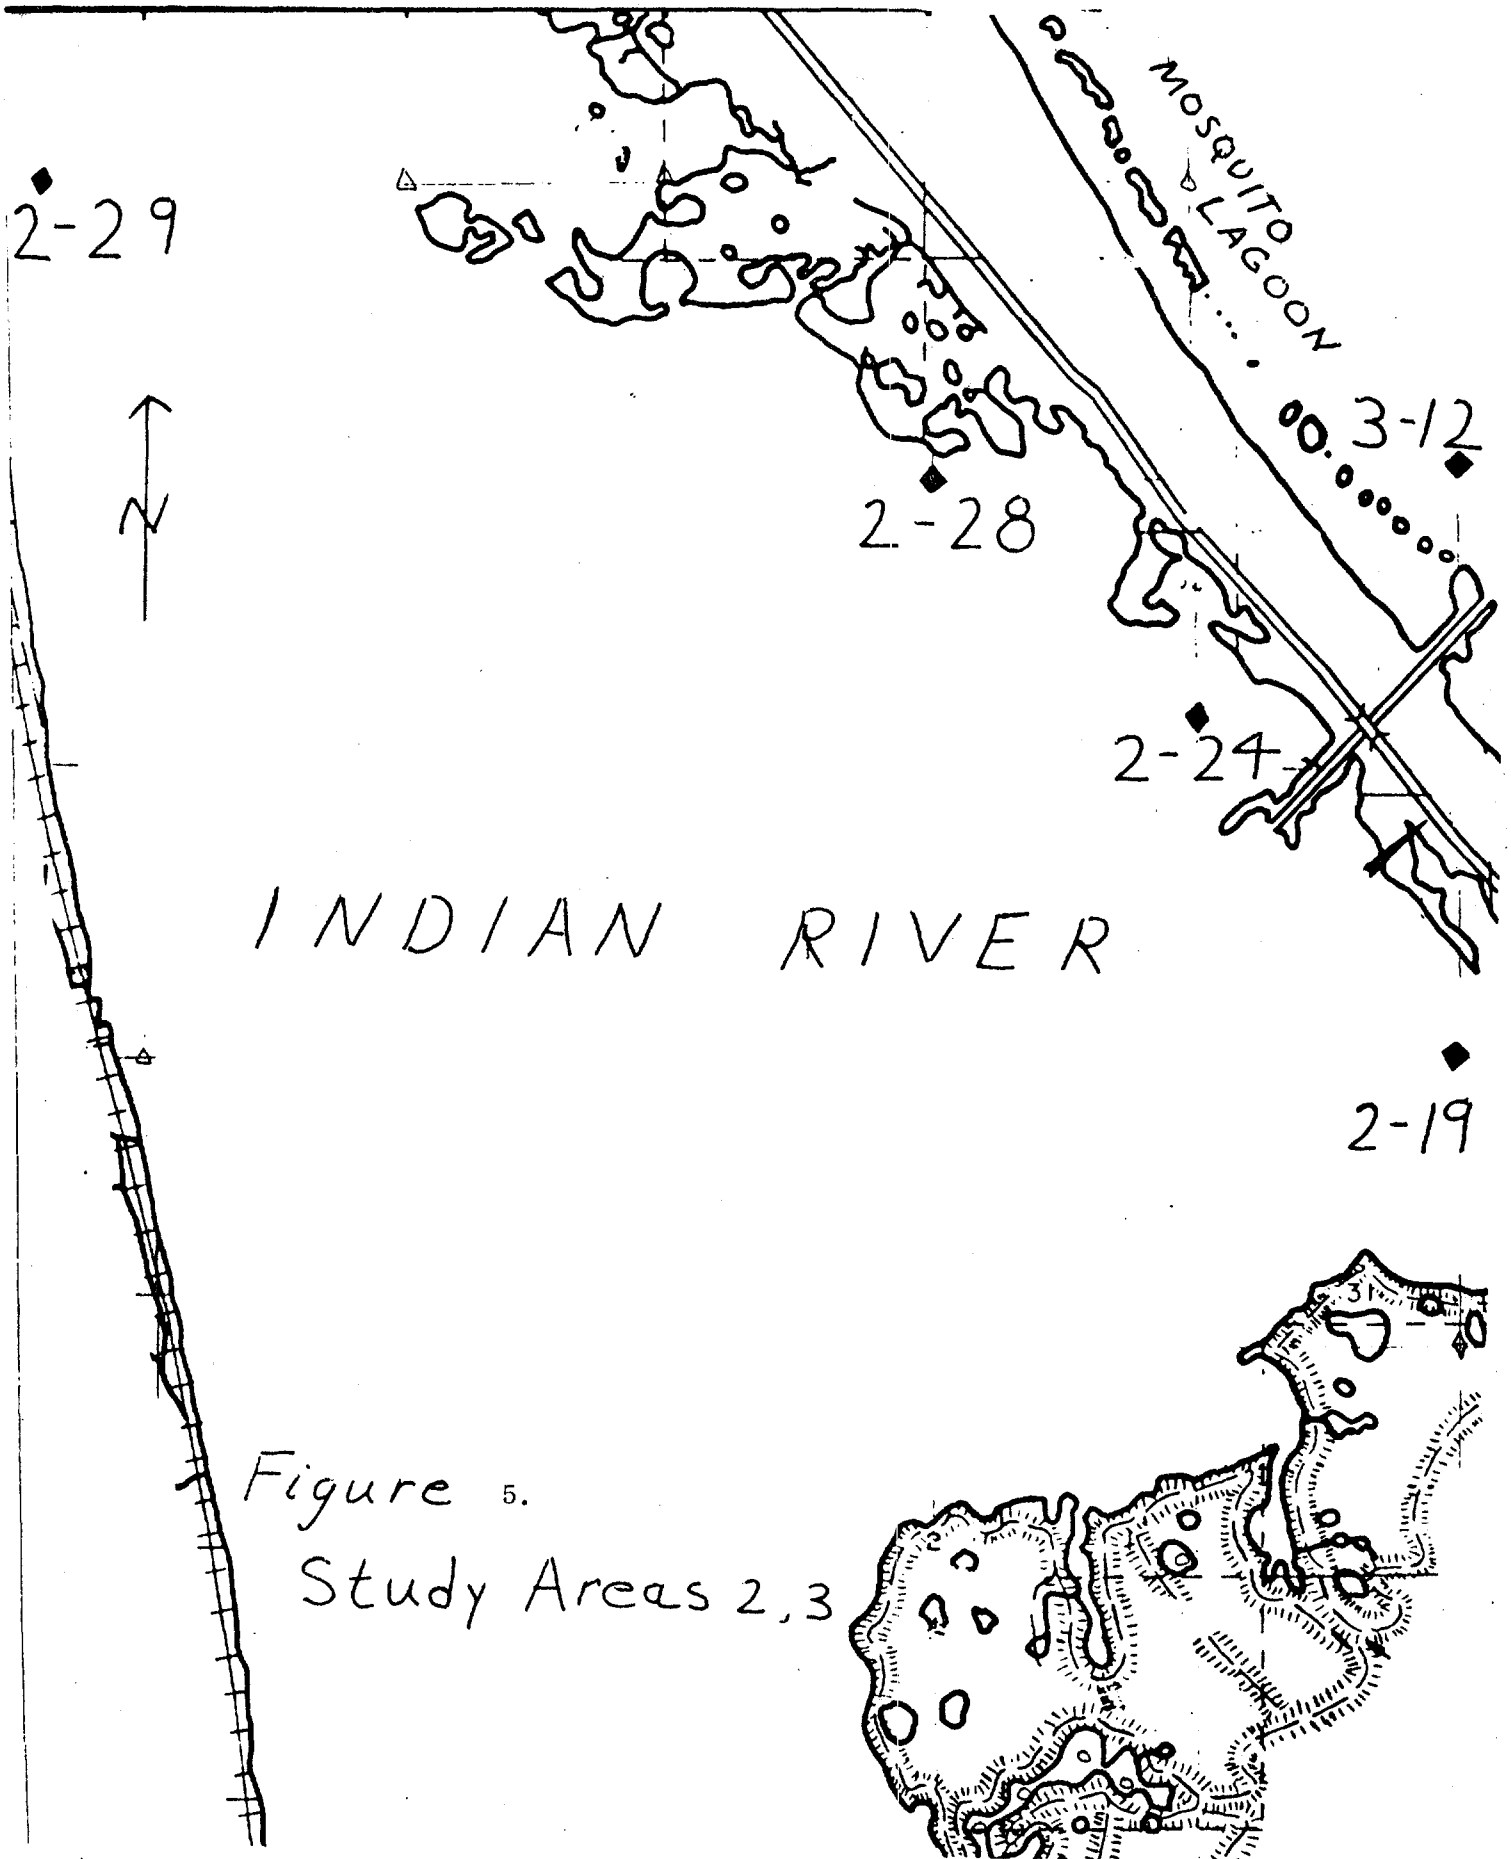 MOSQUITO
LAGOON
2-29
3-12
N
2-28
2-24
INDIAN RIVER
2-19
31
Figure 5.
Study Areas 2,3